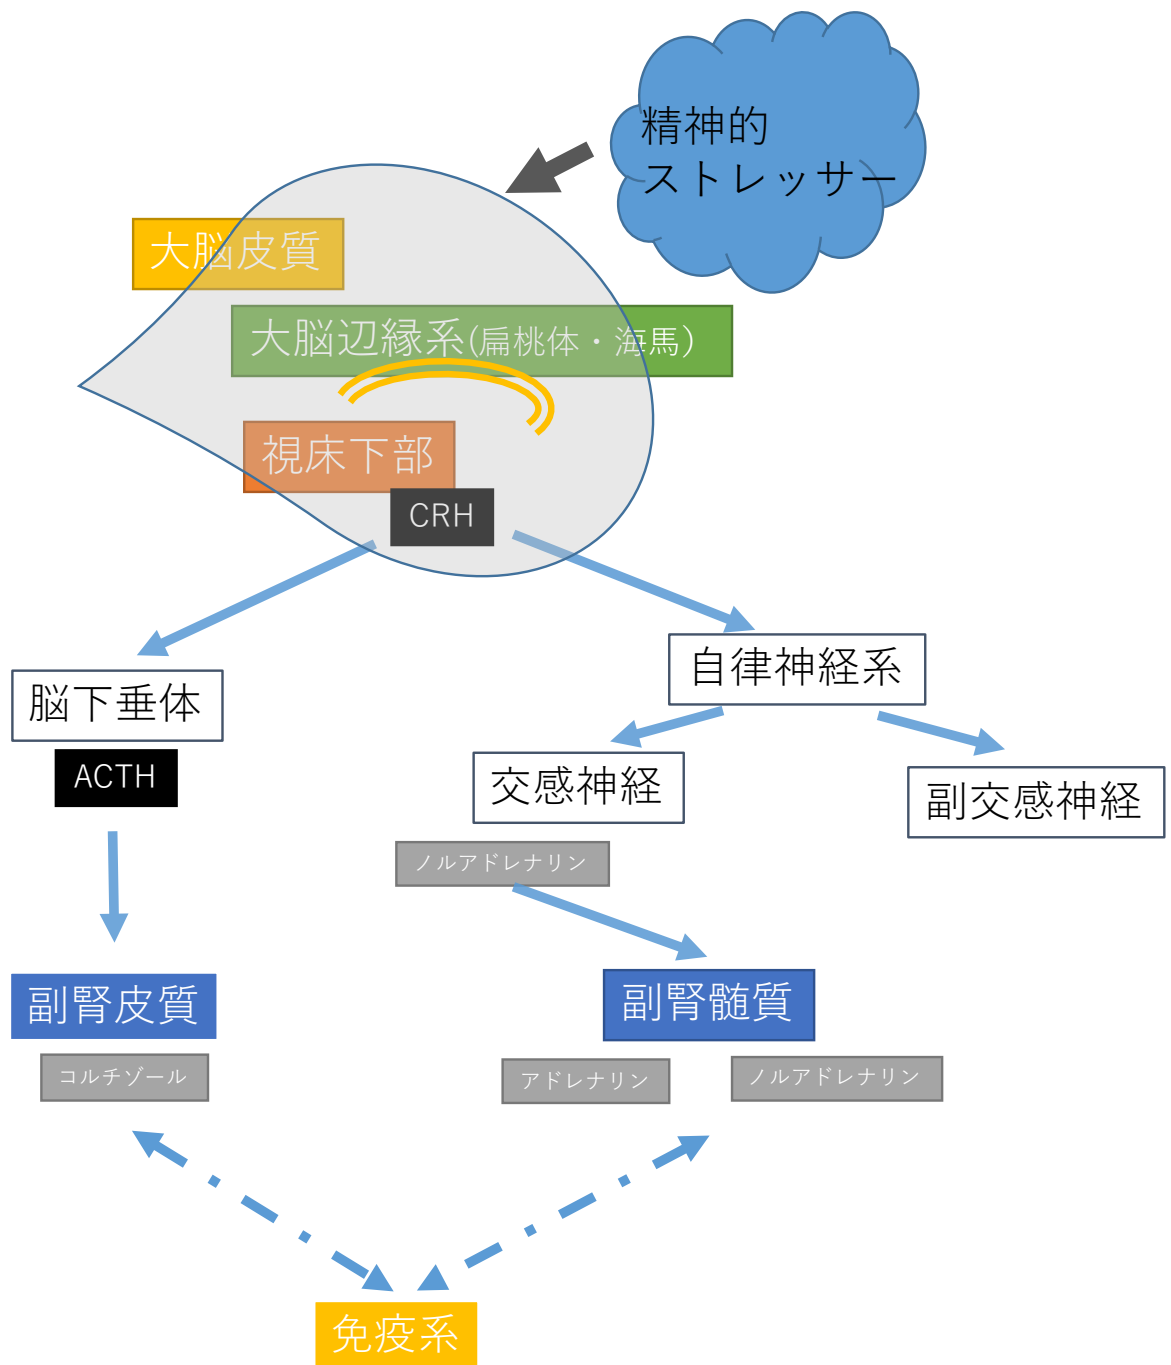 精神的
ストレッサー
大脳皮質
大脳辺縁系(扁桃体・海馬)
視床下部
CRH
自律神経系
脳下垂体
ACTH
交感神経
副交感神経
ノルアドレナリン
副腎皮質
副腎髄質
コルチゾール
アドレナリン
ノルアドレナリン
免疫系